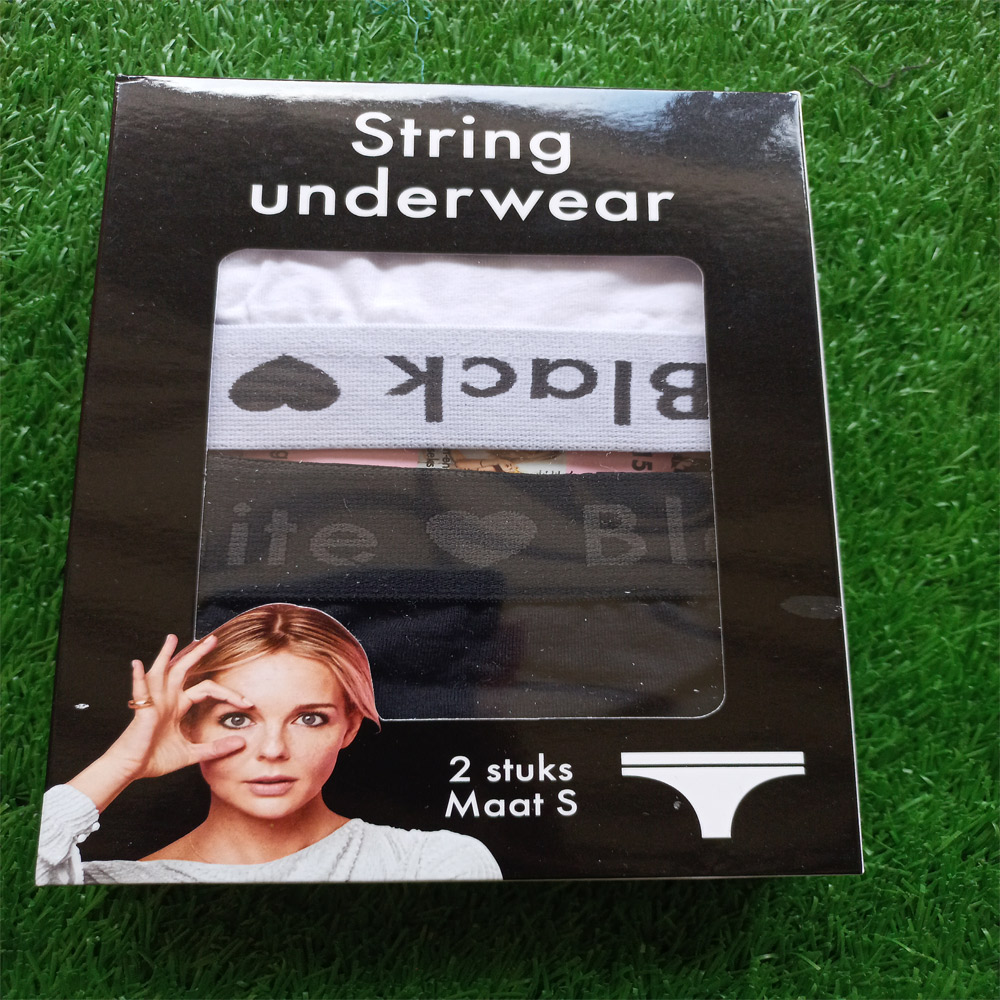 String
underwear
Black
ite Bl
2 stuks
Maat S